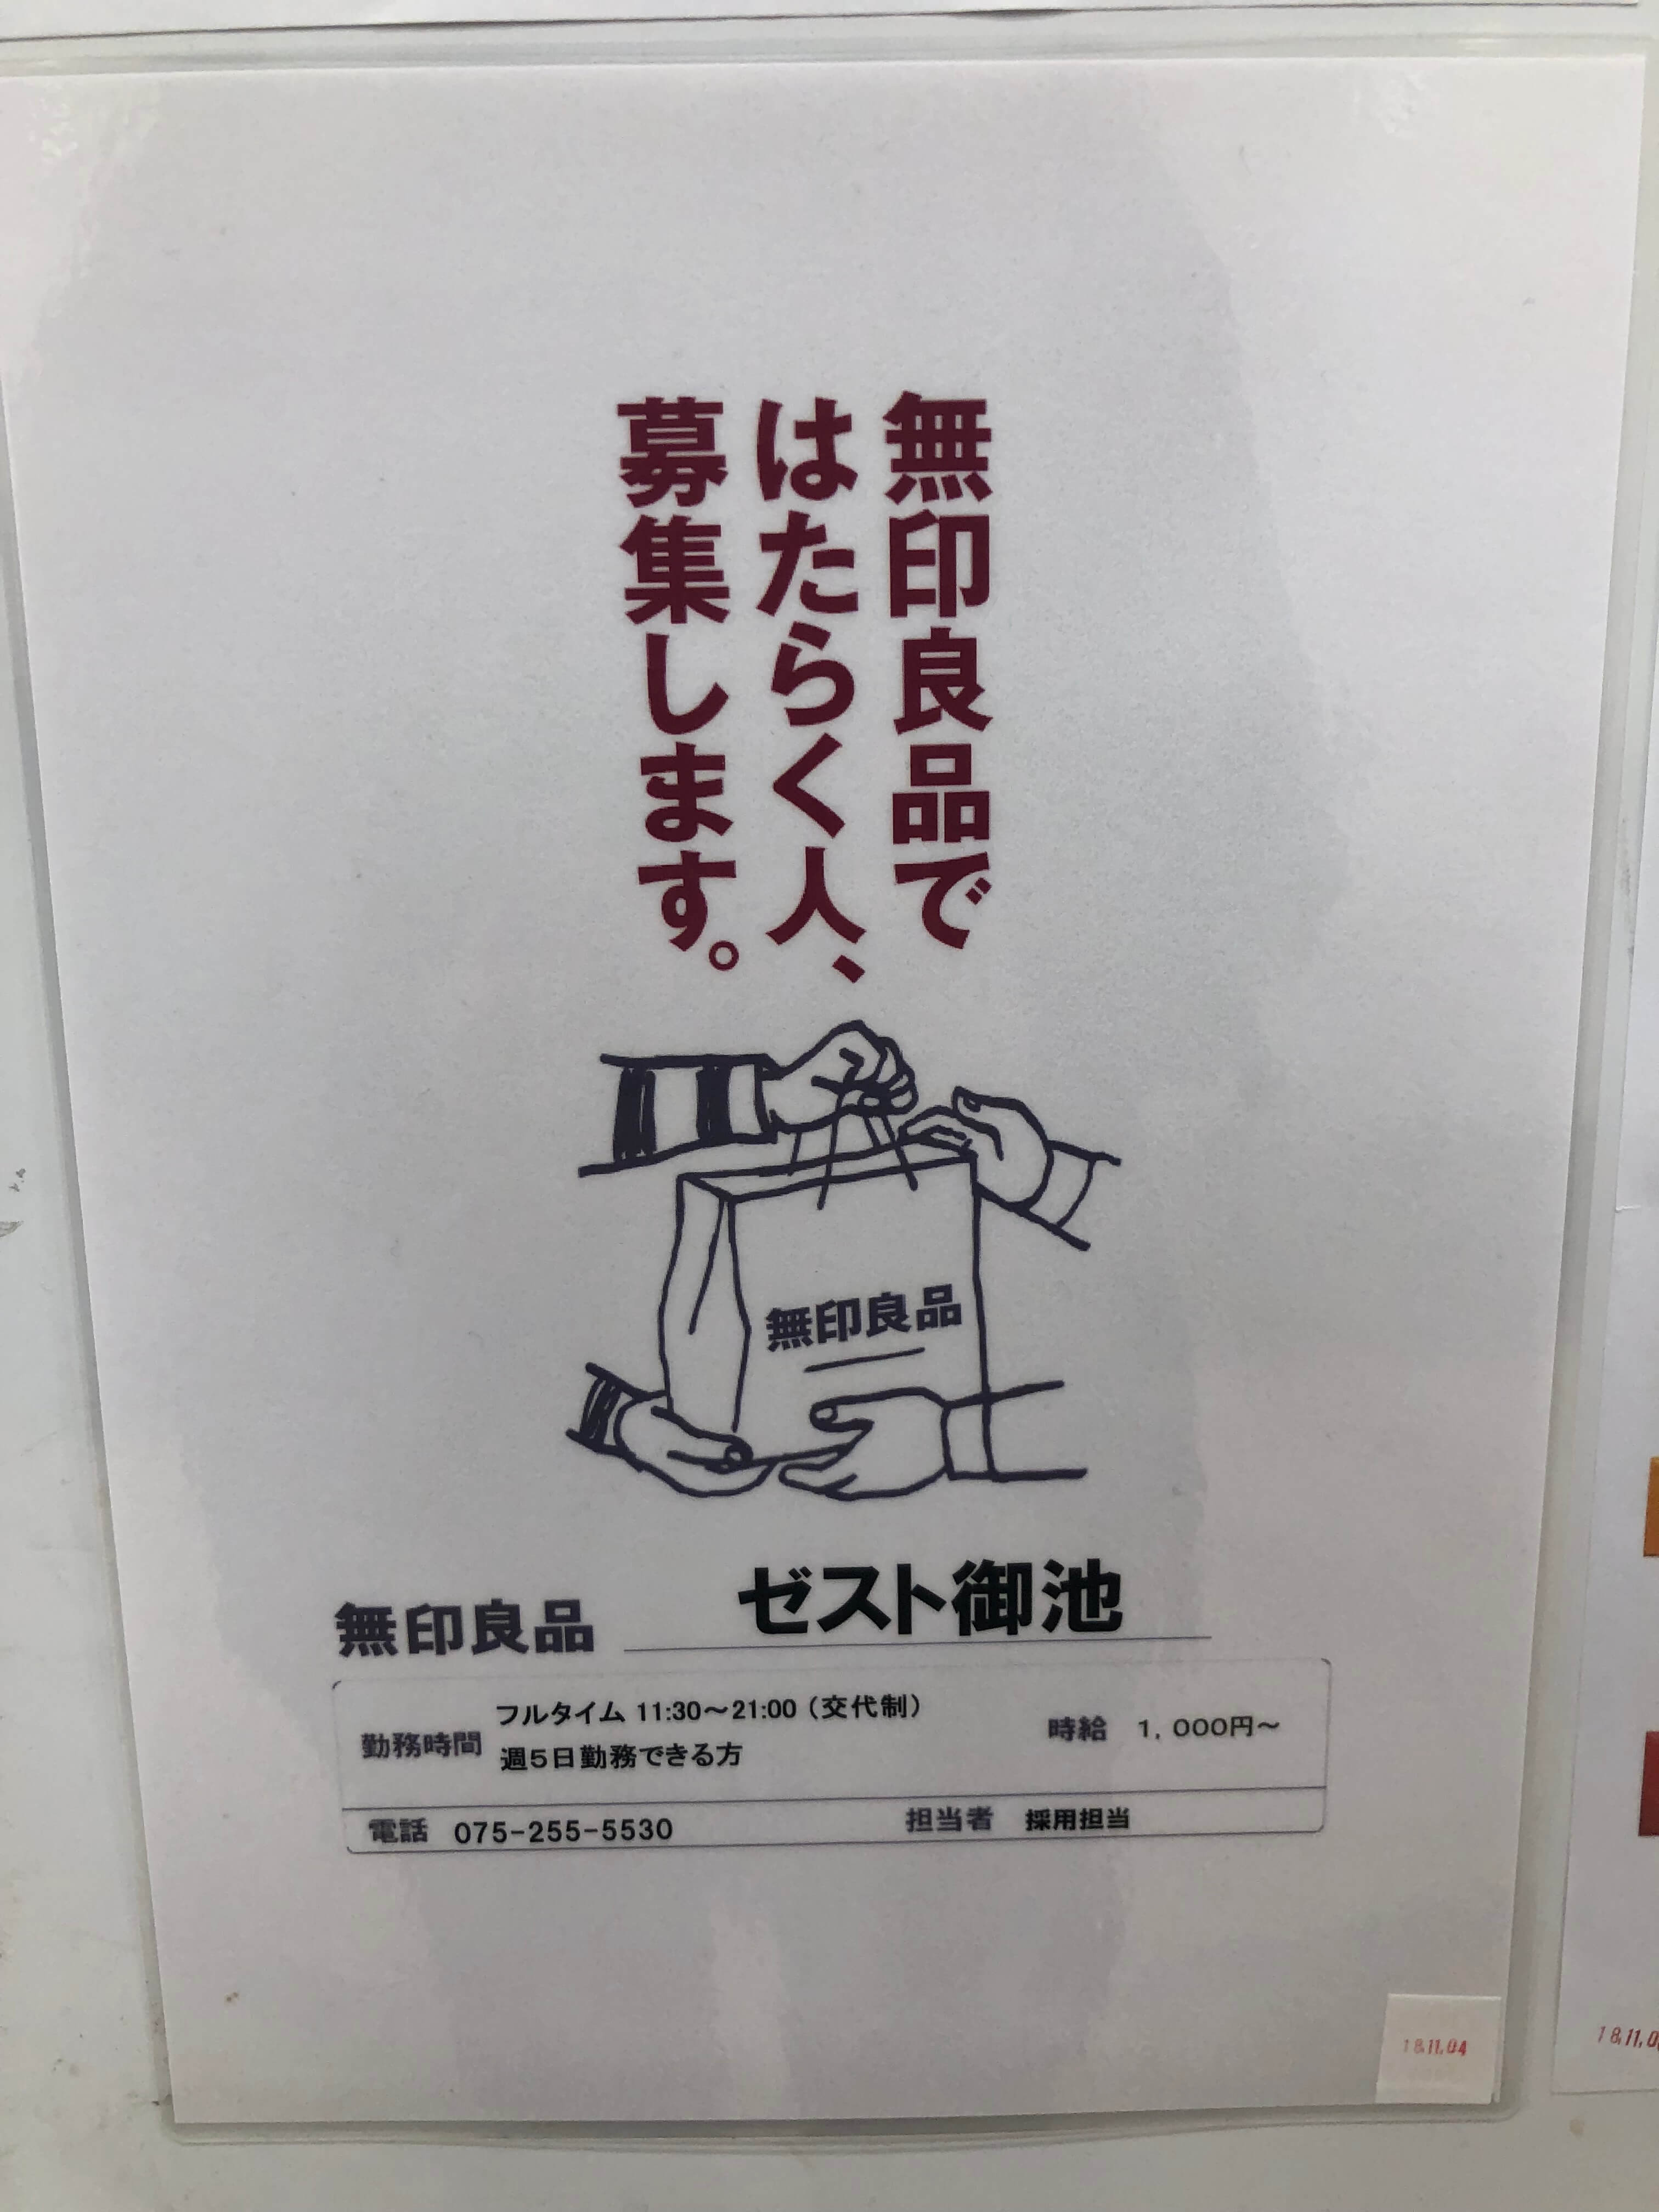 無印良品で
はたらく人、
募集します。
無印良品
無印良品 ゼスト御池
勤務時間 フルタイム 11:30～21:00（交代制）
週5日勤務できる方
時給 1,000円～
電話 075-255-5530
担当者 採用担当
18.11.04